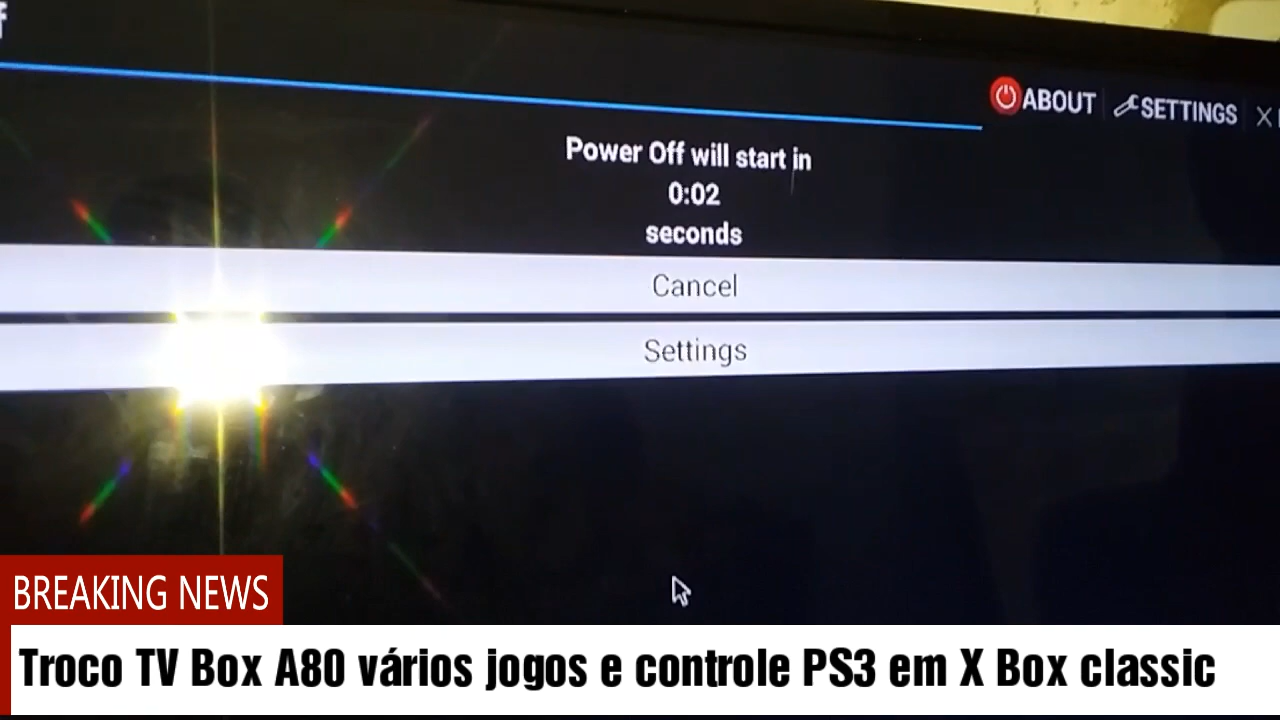 f
ABOUT
SETTINGS
Power Off will start in
0:02
seconds
Cancel
Settings
BREAKING NEWS
Troco TV Box A80 vários jogos e controle PS3 em X Box classic